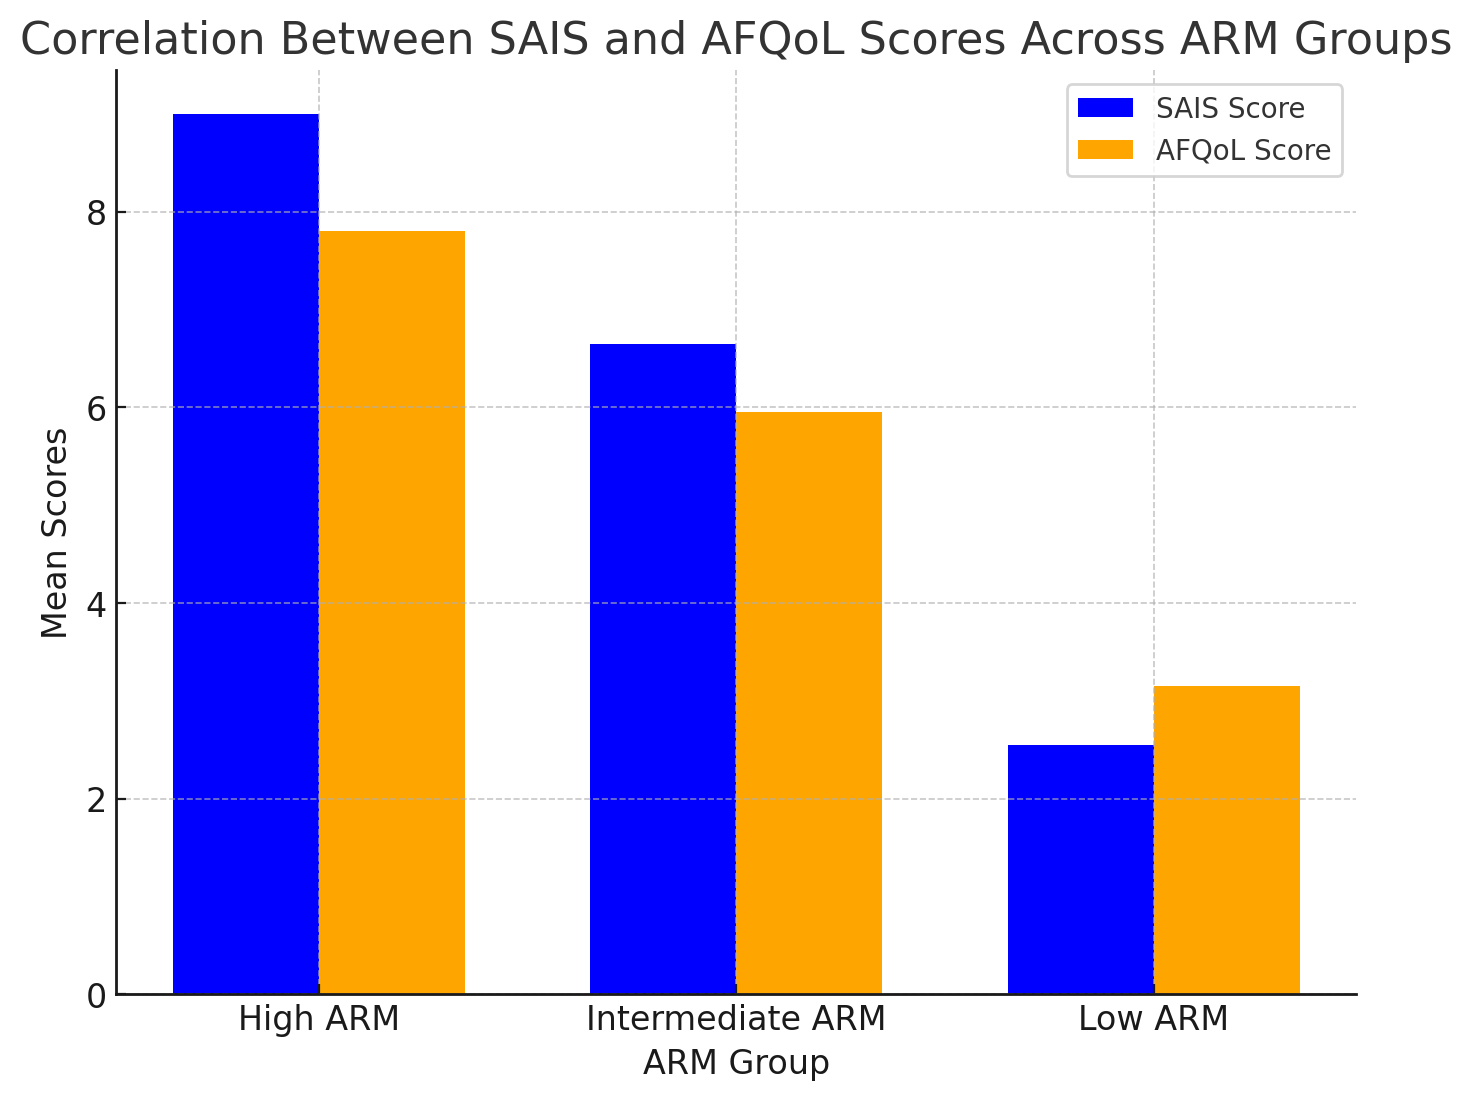 Correlation Between SAIS and AFQoL Scores Across ARM Groups
SAIS Score
AFQoL Score
Mean Scores
8
6
4
2
0
High ARM
Intermediate ARM
Low ARM
ARM Group